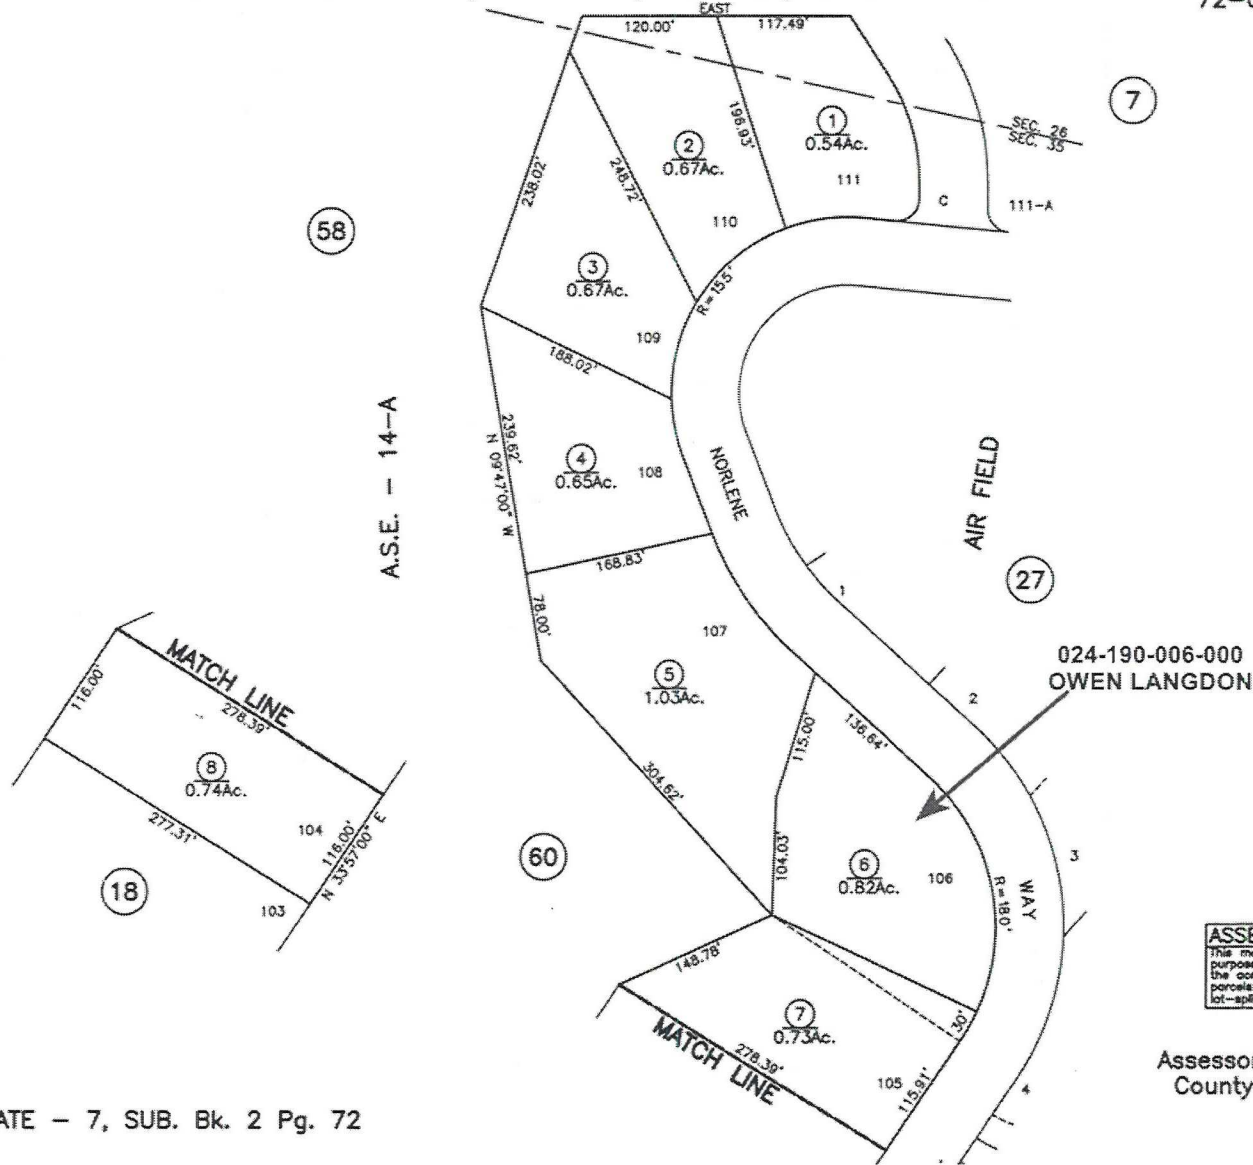 EAST
120.00'
117.49'
7
SEC. 26
SEC. 35
1
0.54Ac.
111
196.93'
2
0.67Ac.
110
248.72'
238.02'
C
111-A
58
3
0.67Ac.
109
R=155'
188.02'
A.S.E. - 14-A
239.62'
N 09°47'00" W
4
0.65Ac.
108
NORLENE
AIR FIELD
168.83'
78.00'
27
1
107
5
1.03Ac.
024-190-006-000
OWEN LANGDON
2
MATCH LINE
278.39'
116.00'
8
0.74Ac.
104
277.31'
116.00'
N 33°57'00" E
18
103
136.64'
115.00'
304.62'
104.03'
60
6
0.82Ac.
106
R=180'
WAY
3
148.78'
7
0.73Ac.
30'
MATCH LINE
278.39'
105
115.91'
4
Assessor
County
ATE - 7, SUB. Bk. 2 Pg. 72